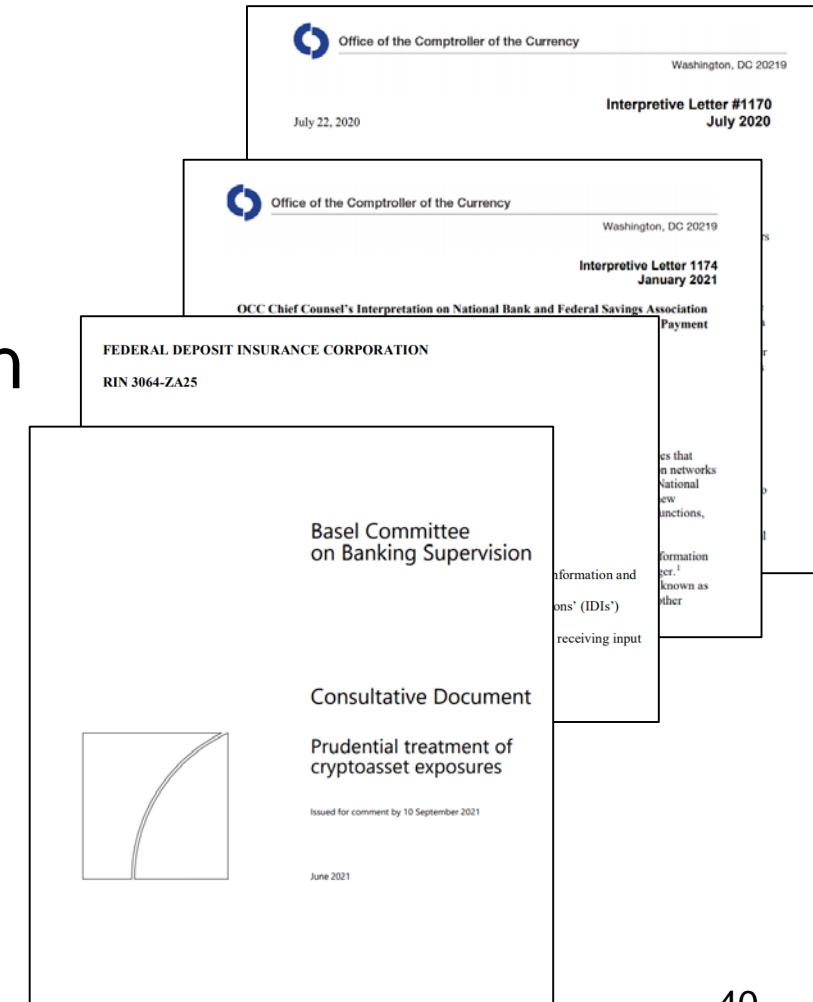 Office of the Comptroller of the Currency
Washington, DC 20219
Interpretive Letter #1170
July 22, 2020
July 2020
rs
Office of the Comptroller of the Currency
Washington, DC 20219
Interpretive Letter 1174
January 2021
OCC Chief Counsel's Interpretation on National Bank and Federal Savings Association
Payment
FEDERAL DEPOSIT INSURANCE CORPORATION
RIN 3064-ZA25
n
es that
n networks
National
ew
unctions,
formation
ger.1
known as
other
nformation and
ons' (IDIs')
receiving input
Basel Committee
on Banking Supervision
Consultative Document
Prudential treatment of
cryptoasset exposures
Issued for comment by 10 September 2021
June 2021